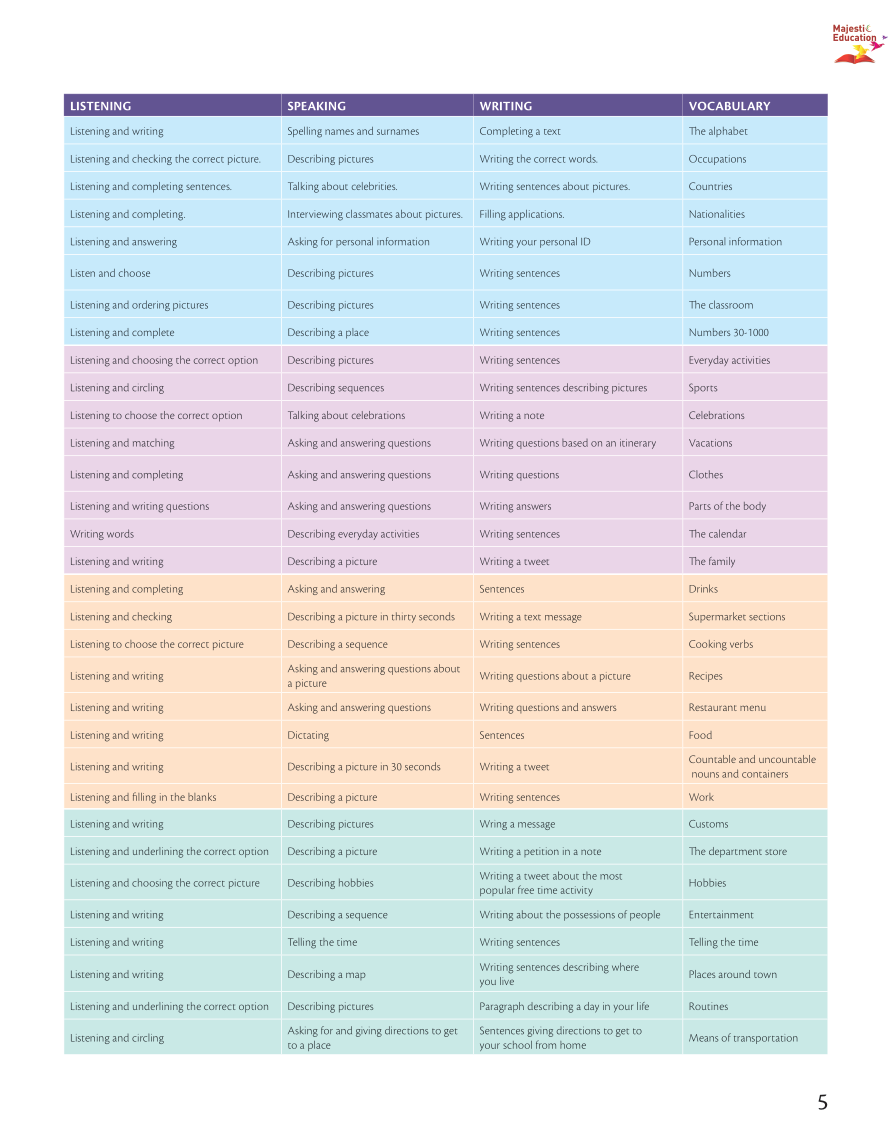 Majestic
Education
LISTENING SPEAKING WRITING VOCABULARY
Listening and writing Spelling names and surnames Completing a text The alphabet
Listening and checking the correct picture. Describing pictures Writing the correct words. Occupations
Listening and completing sentences. Talking about celebrities. Writing sentences about pictures. Countries
Listening and completing. Interviewing classmates about pictures. Filling applications. Nationalities
Listening and answering Asking for personal information Writing your personal ID Personal information
Listen and choose Describing pictures Writing sentences Numbers
Listening and ordering pictures Describing pictures Writing sentences The classroom
Listening and complete Describing a place Writing sentences Numbers 30-1000
Listening and choosing the correct option Describing pictures Writing sentences Everyday activities
Listening and circling Describing sequences Writing sentences describing pictures Sports
Listening to choose the correct option Talking about celebrations Writing a note Celebrations
Listening and matching Asking and answering questions Writing questions based on an itinerary Vacations
Listening and completing Asking and answering questions Writing questions Clothes
Listening and writing questions Asking and answering questions Writing answers Parts of the body
Writing words Describing everyday activities Writing sentences The calendar
Listening and writing Describing a picture Writing a tweet The family
Listening and completing Asking and answering Sentences Drinks
Listening and checking Describing a picture in thirty seconds Writing a text message Supermarket sections
Listening to choose the correct picture Describing a sequence Writing sentences Cooking verbs
Listening and writing Asking and answering questions about
a picture Writing questions about a picture Recipes
Listening and writing Asking and answering questions Writing questions and answers Restaurant menu
Listening and writing Dictating Sentences Food
Listening and writing Describing a picture in 30 seconds Writing a tweet Countable and uncountable
nouns and containers
Listening and filling in the blanks Describing a picture Writing sentences Work
Listening and writing Describing pictures Wring a message Customs
Listening and underlining the correct option Describing a picture Writing a petition in a note The department store
Listening and choosing the correct picture Describing hobbies Writing a tweet about the most
popular free time activity Hobbies
Listening and writing Describing a sequence Writing about the possessions of people Entertainment
Listening and writing Telling the time Writing sentences Telling the time
Listening and writing Describing a map Writing sentences describing where
you live Places around town
Listening and underlining the correct option Describing pictures Paragraph describing a day in your life Routines
Listening and circling Asking for and giving directions to get
to a place Sentences giving directions to get to
your school from home Means of transportation
5